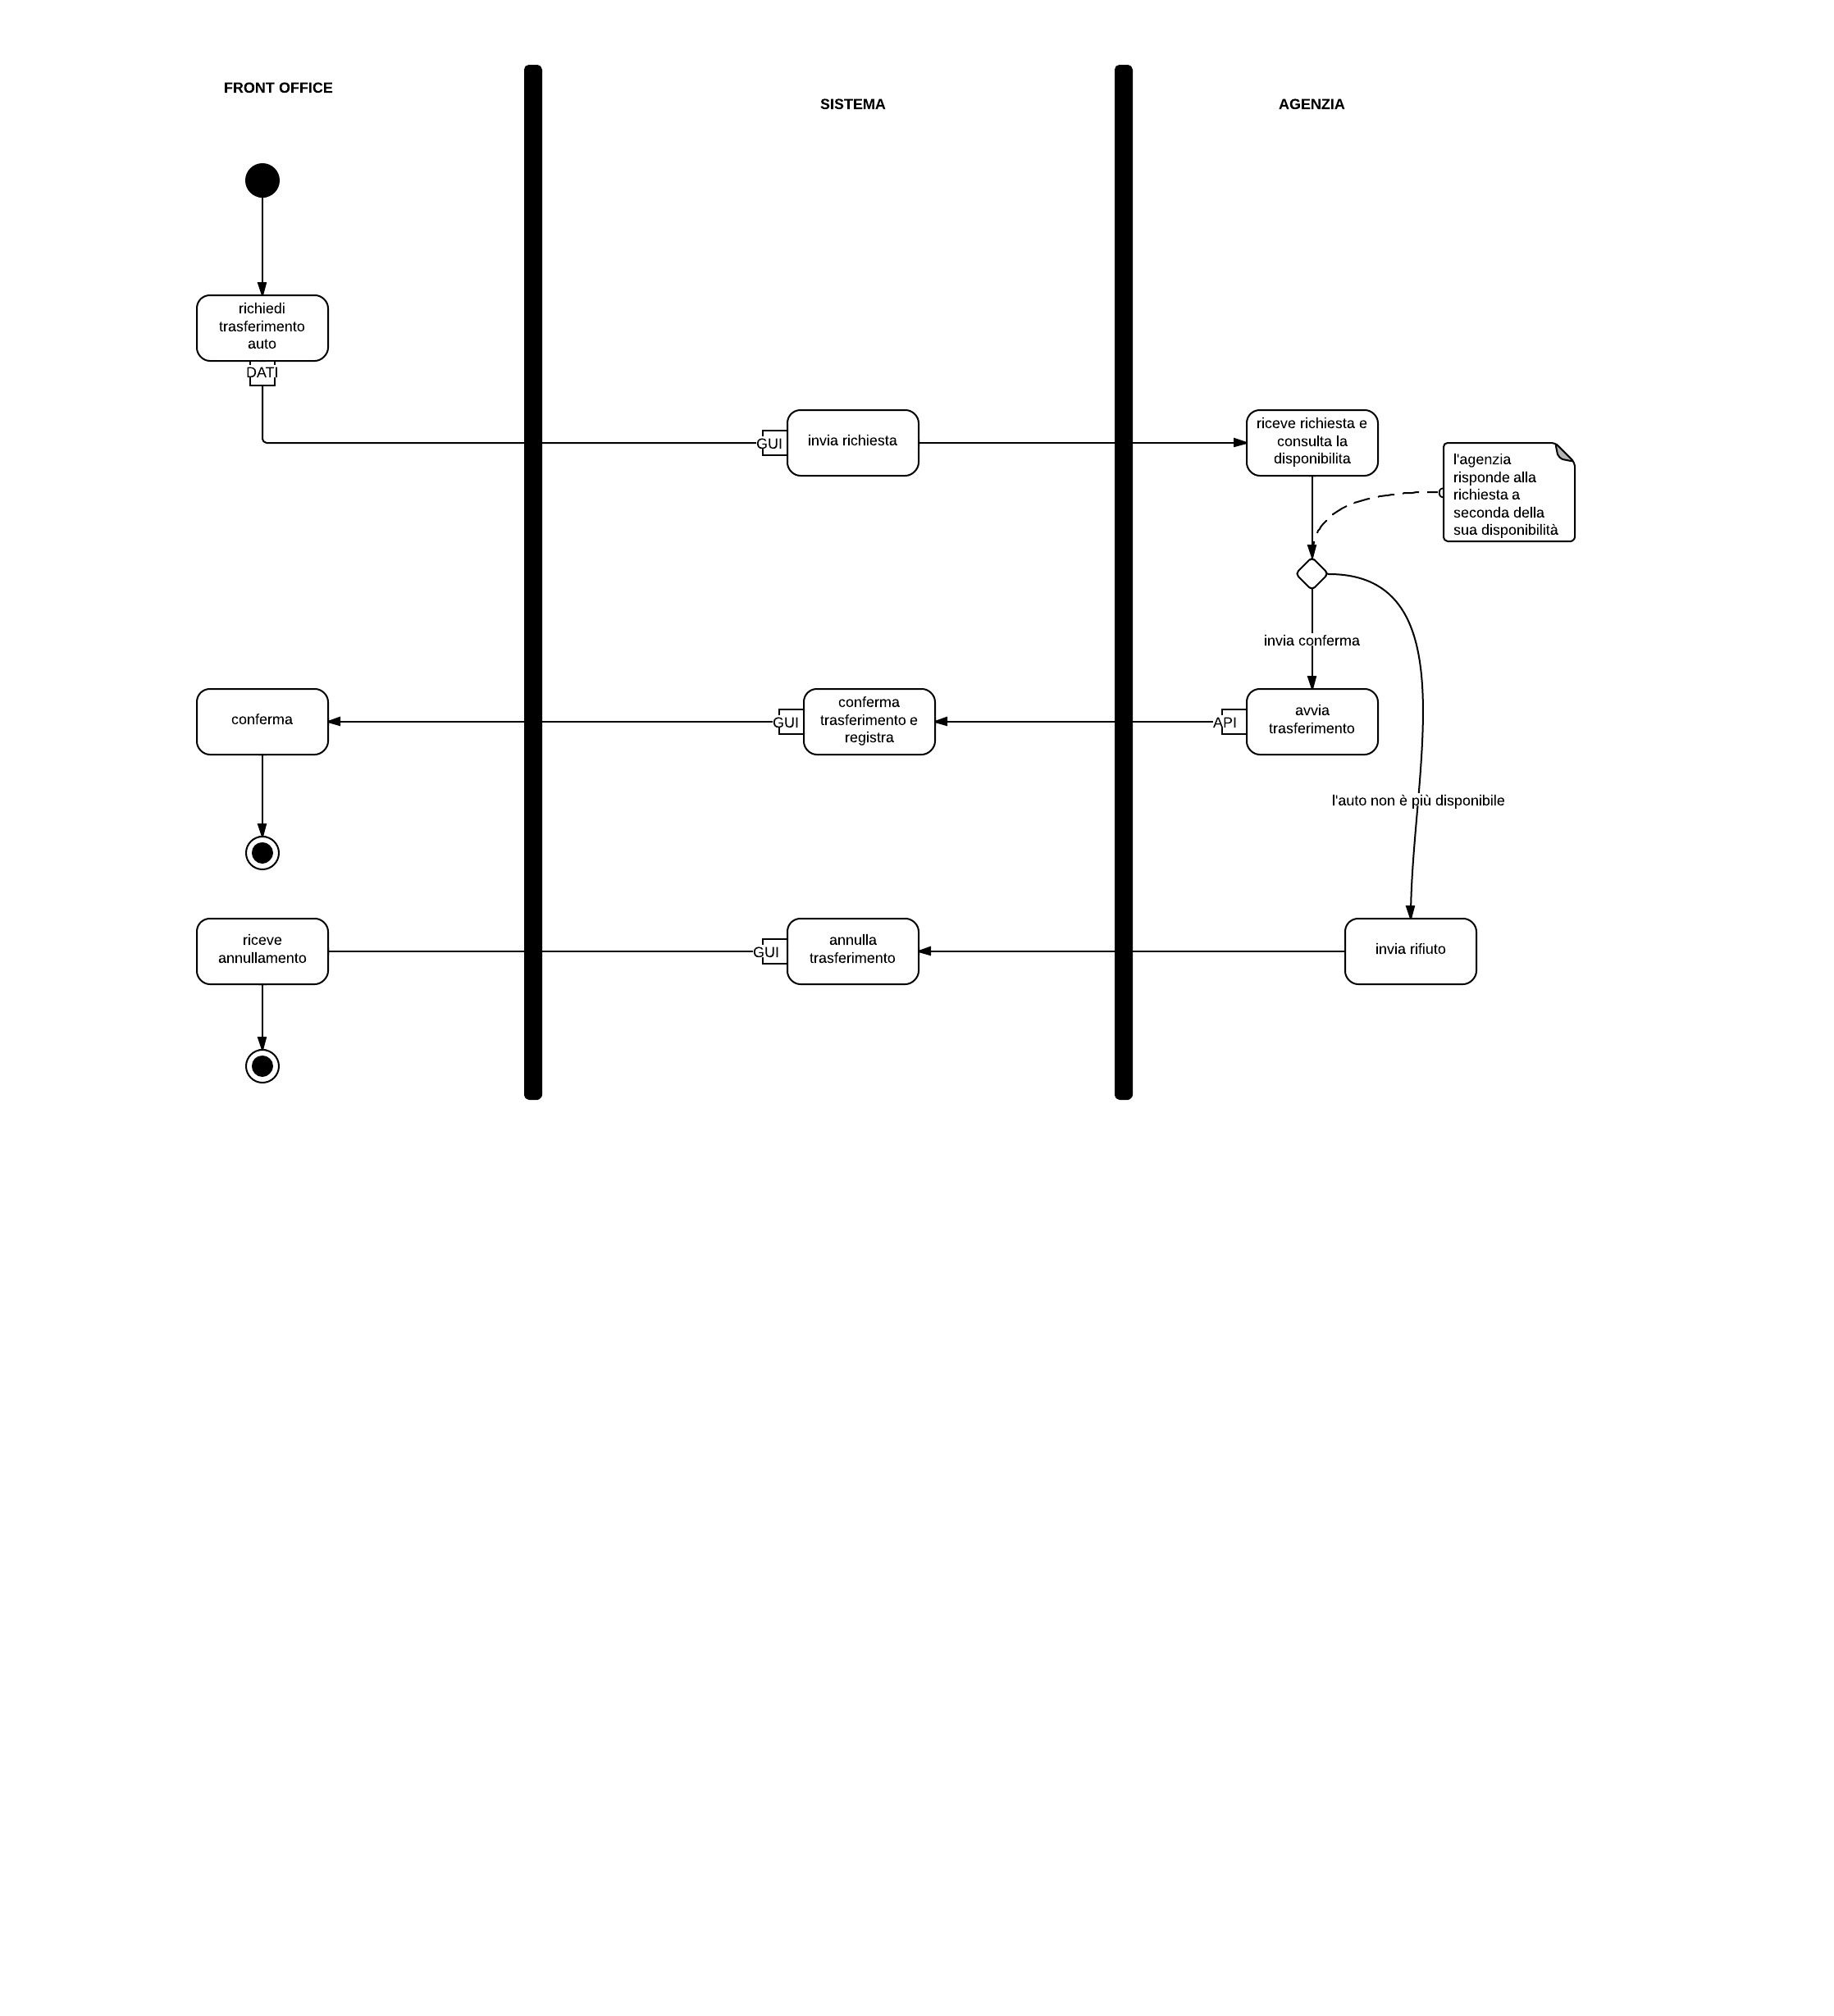 FRONT OFFICE
SISTEMA
AGENZIA
richiedi
trasferimento
auto
DATI
GUI
invia richiesta
riceve richiesta e
consulta la
disponibilita
l'agenzia
risponde alla
richiesta a
seconda della
sua disponibilità
invia conferma
conferma
GUI
conferma
trasferimento e
registra
API
avvia
trasferimento
l'auto non è più disponibile
riceve
annullamento
GUI
annulla
trasferimento
invia rifiuto